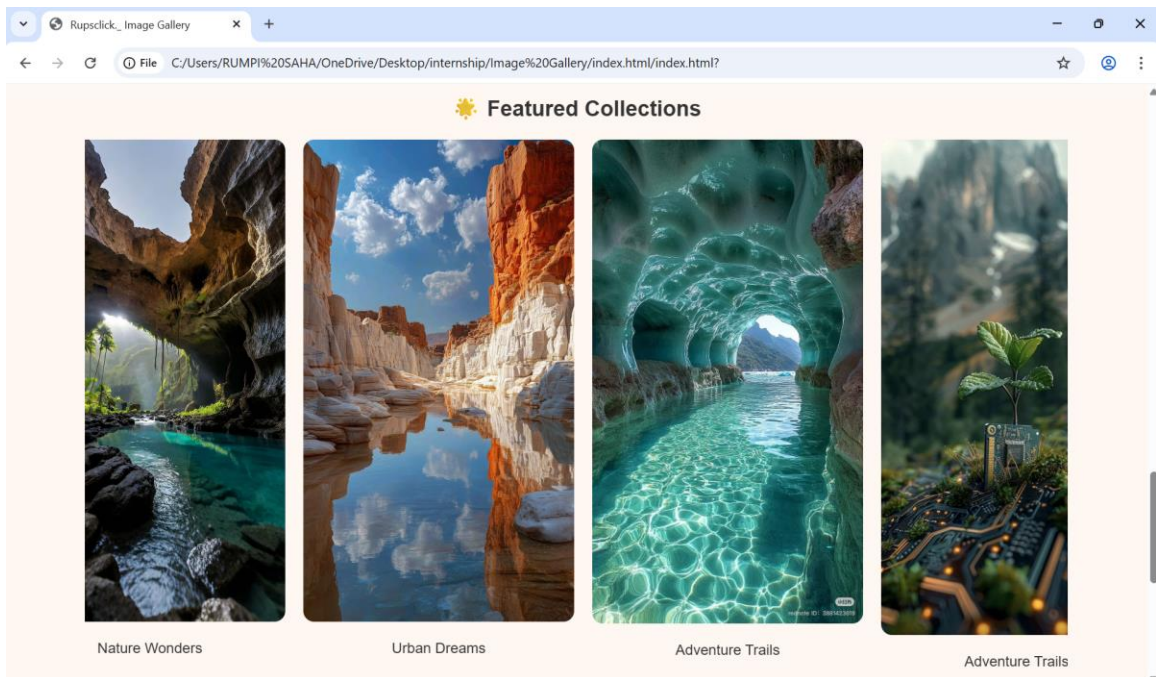 Rupsclick._ Image Gallery
File C:/Users/RUMPI%20SAHA/OneDrive/Desktop/internship/Image%20Gallery/index.html/index.html?
Featured Collections
Nature Wonders
Urban Dreams
Adventure Trails
Adventure Trails